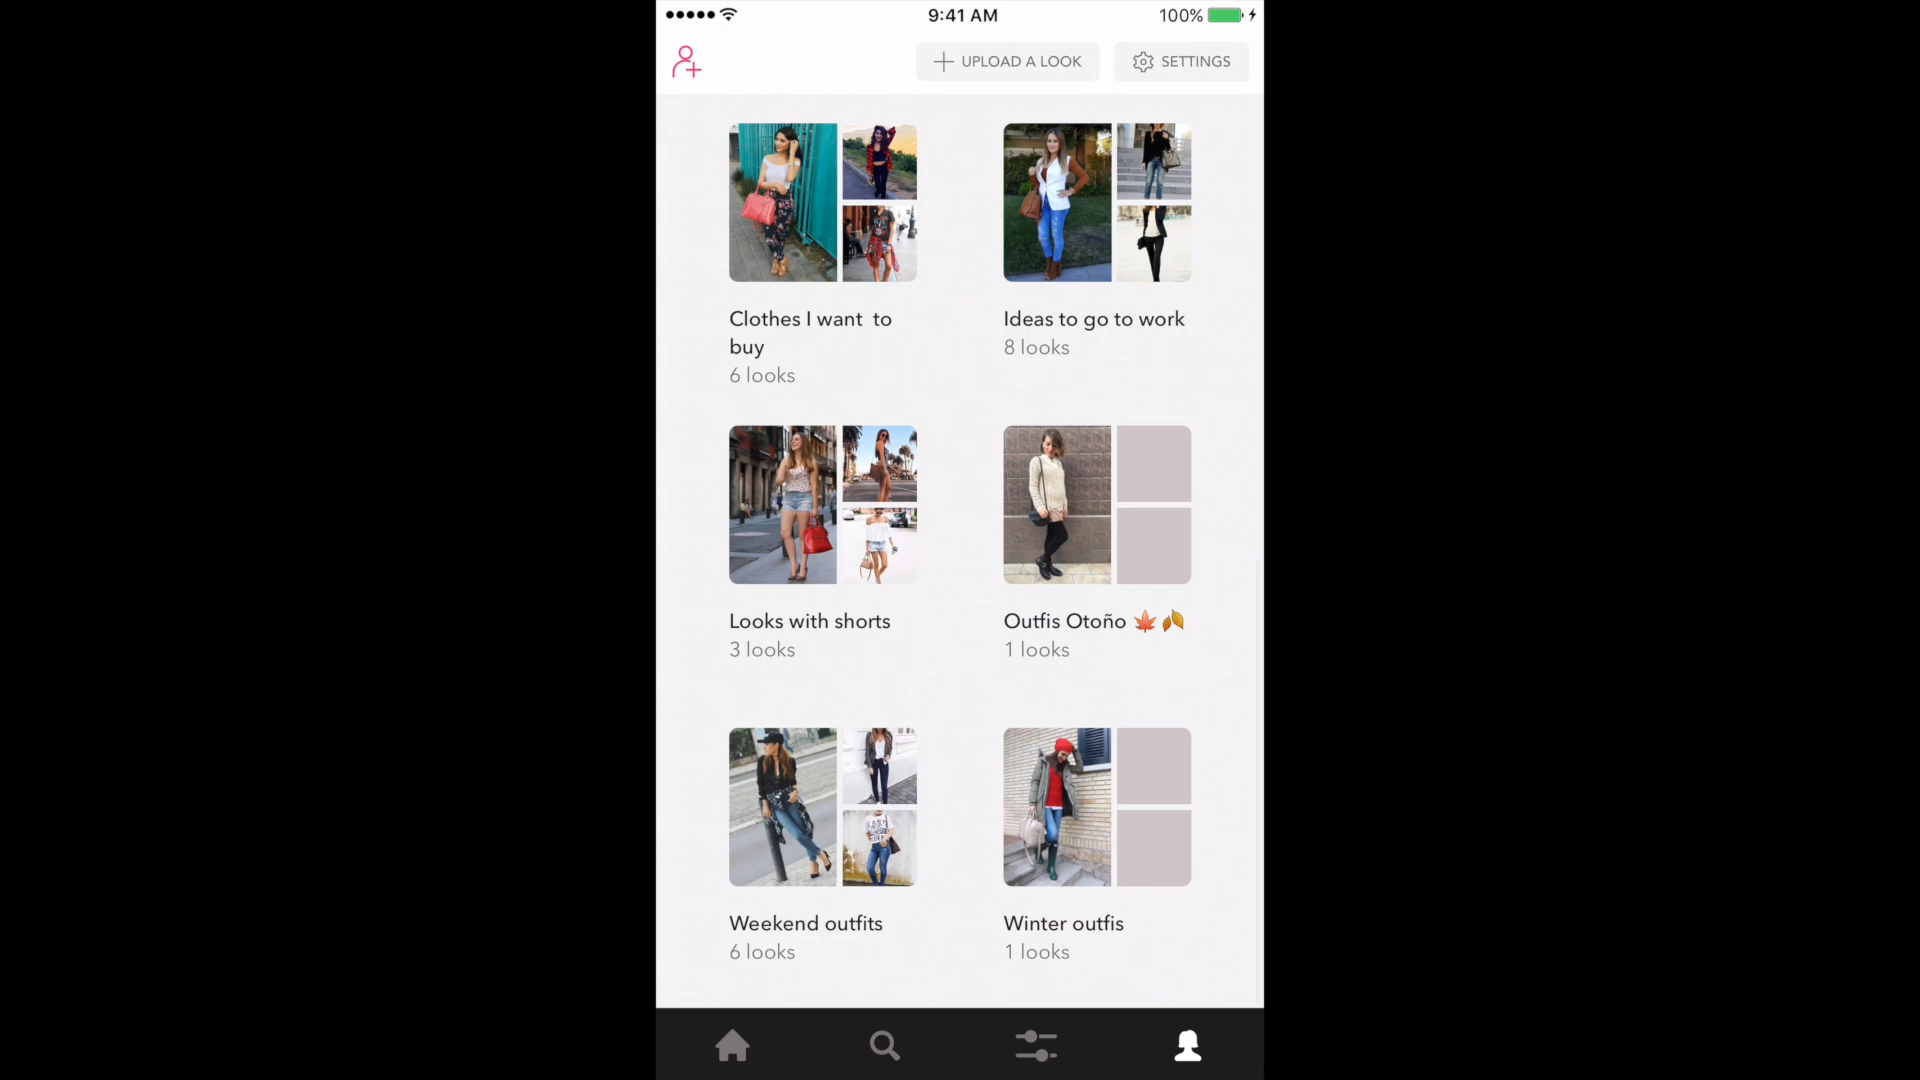 9:41 AM
100%
UPLOAD A LOOK
SETTINGS
Clothes I want  to
buy
6 looks
Ideas to go to work
8 looks
Looks with shorts
3 looks
Outfis Otoño 🍁🍂
1 looks
Weekend outfits
6 looks
Winter outfis
1 looks